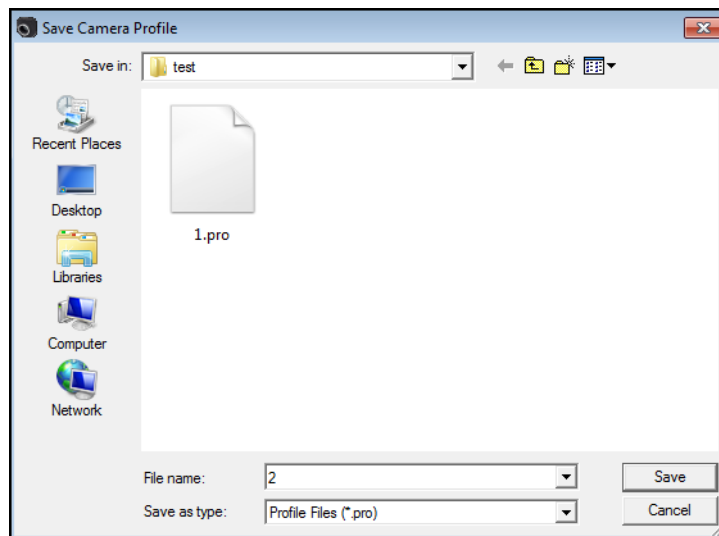 Save Camera Profile
Save in: test
Recent Places
Desktop
Libraries
Computer
Network
1.pro
File name: 2 Save
Save as type: Profile Files (*.pro) Cancel